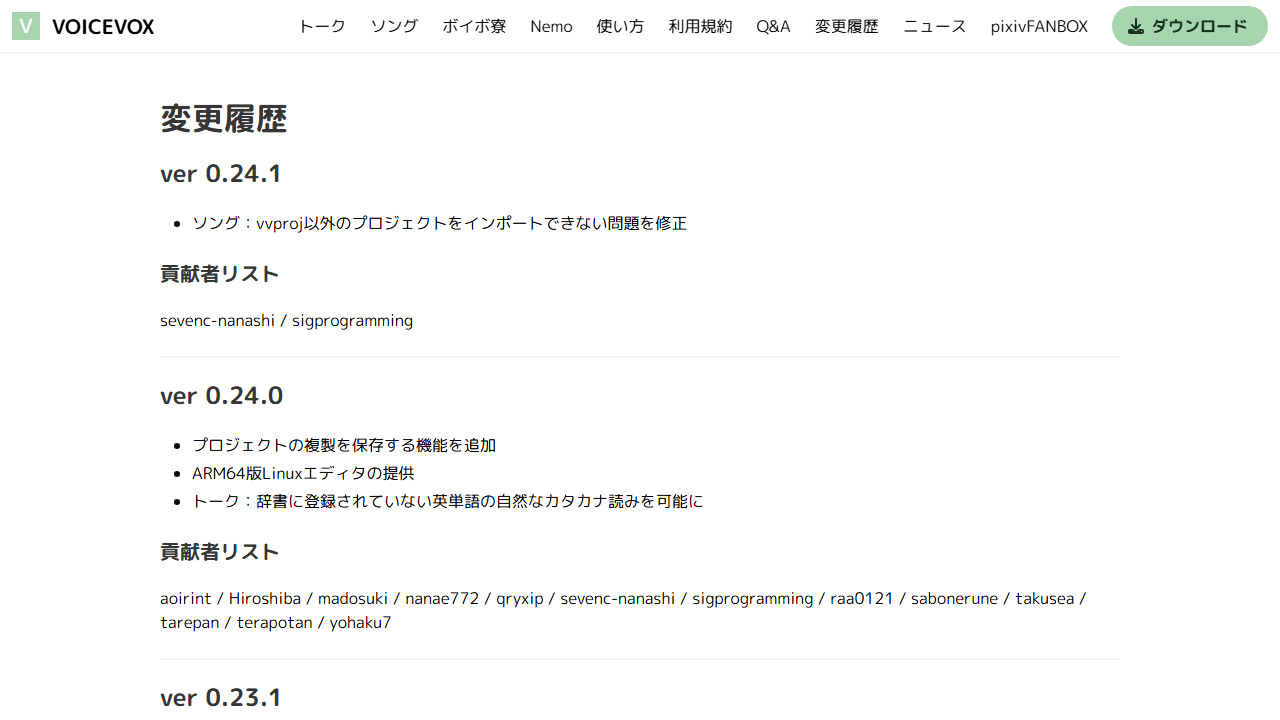 V VOICEVOX トーク ソング ボイボ寮 Nemo 使い方 利用規約 Q&A 変更履歴 ニュース pixivFANBOX ダウンロード
変更履歴
ver 0.24.1
• ソング：vvproj以外のプロジェクトをインポートできない問題を修正
貢献者リスト
sevenc-nanashi / sigprogramming
ver 0.24.0
• プロジェクトの複製を保存する機能を追加
• ARM64版Linuxエディタの提供
• トーク：辞書に登録されていない英単語の自然なカタカナ読みを可能に
貢献者リスト
aoirint / Hiroshiba / madosuki / nanae772 / qryxip / sevenc-nanashi / sigprogramming / raa0121 / sabonerune / takusea /
tarepan / terapotan / yohaku7
ver 0.23.1